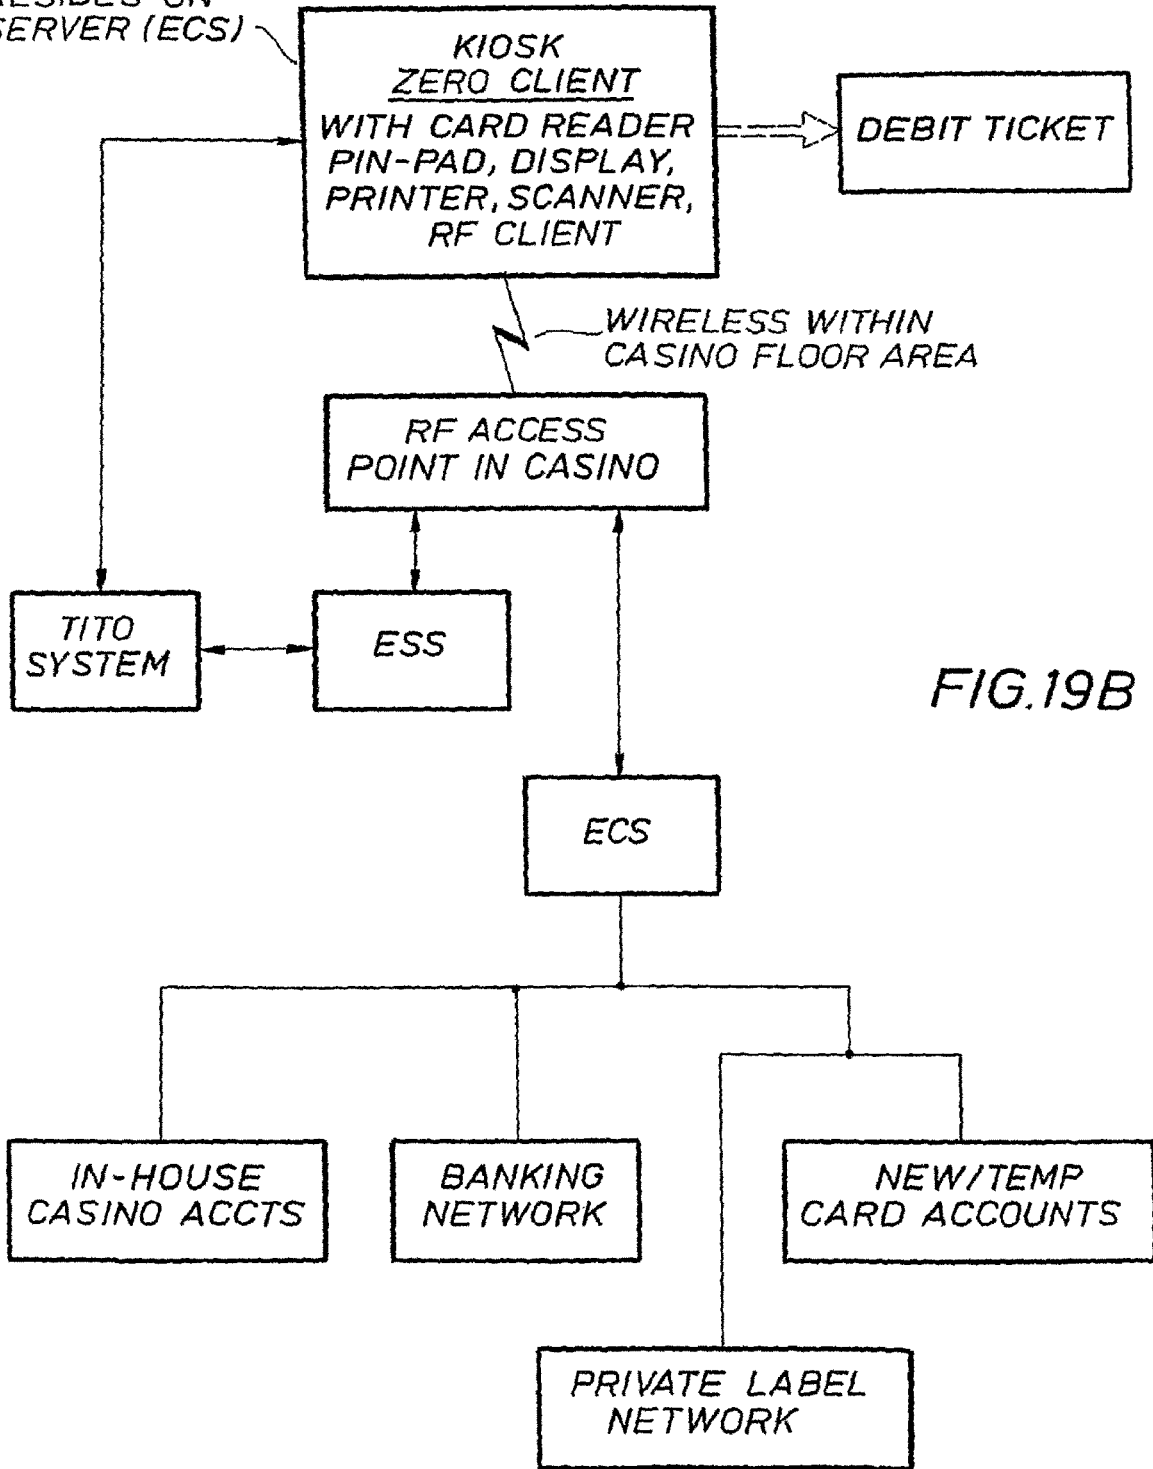 SERVER (ECS)
KIOSK
ZERO CLIENT
WITH CARD READER
PIN-PAD, DISPLAY,
PRINTER, SCANNER,
RF CLIENT
DEBIT TICKET
WIRELESS WITHIN
CASINO FLOOR AREA
RF ACCESS
POINT IN CASINO
TITO
SYSTEM
ESS
FIG.19B
ECS
IN-HOUSE
CASINO ACCTS
BANKING
NETWORK
NEW/TEMP
CARD ACCOUNTS
PRIVATE LABEL
NETWORK